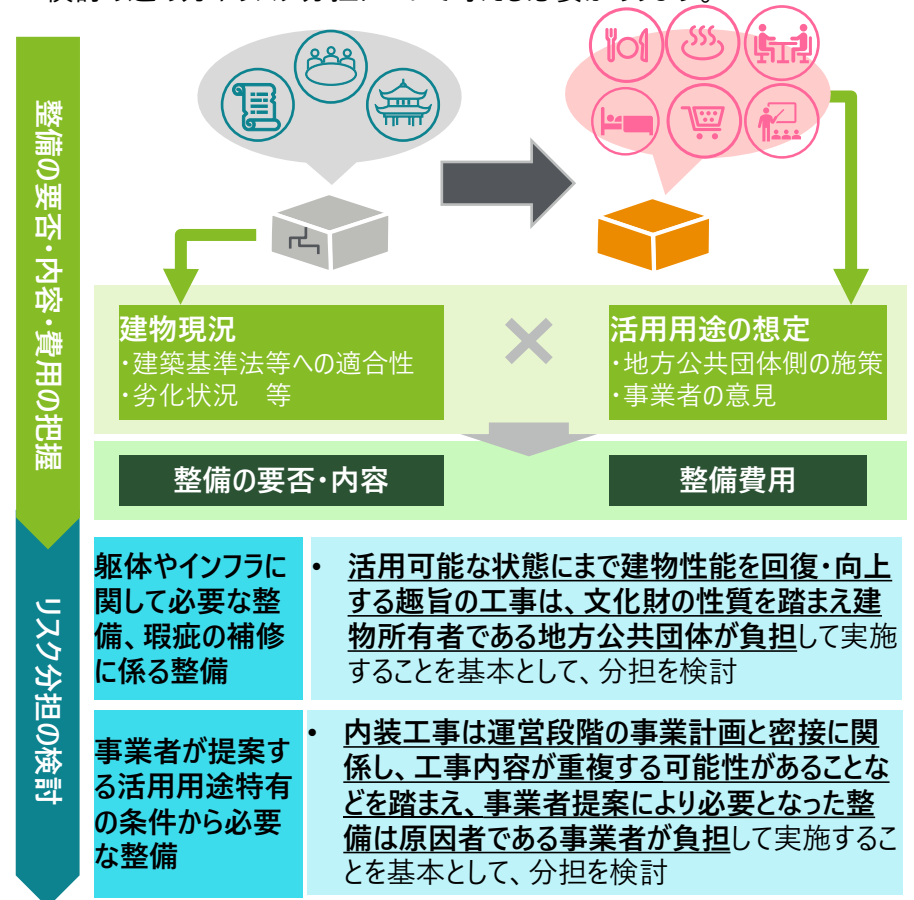 整備の要否・内容・費用の把握
建物現況
・建築基準法等への適合性
・劣化状況　等
×
活用用途の想定
・地方公共団体側の施策
・事業者の意見
整備の要否・内容
整備費用
リスク分担の検討
躯体やインフラに
関して必要な整
備、瑕疵の補修
に係る整備
• 活用可能な状態にまで建物性能を回復・向上
する趣旨の工事は、文化財の性質を踏まえ建
物所有者である地方公共団体が負担して実施
することを基本として、分担を検討
事業者が提案す
る活用用途特有
の条件から必要
な整備
• 内装工事は運営段階の事業計画と密接に関
係し、工事内容が重複する可能性があることな
どを踏まえ、事業者提案により必要となった整
備は原因者である事業者が負担して実施するこ
とを基本として、分担を検討